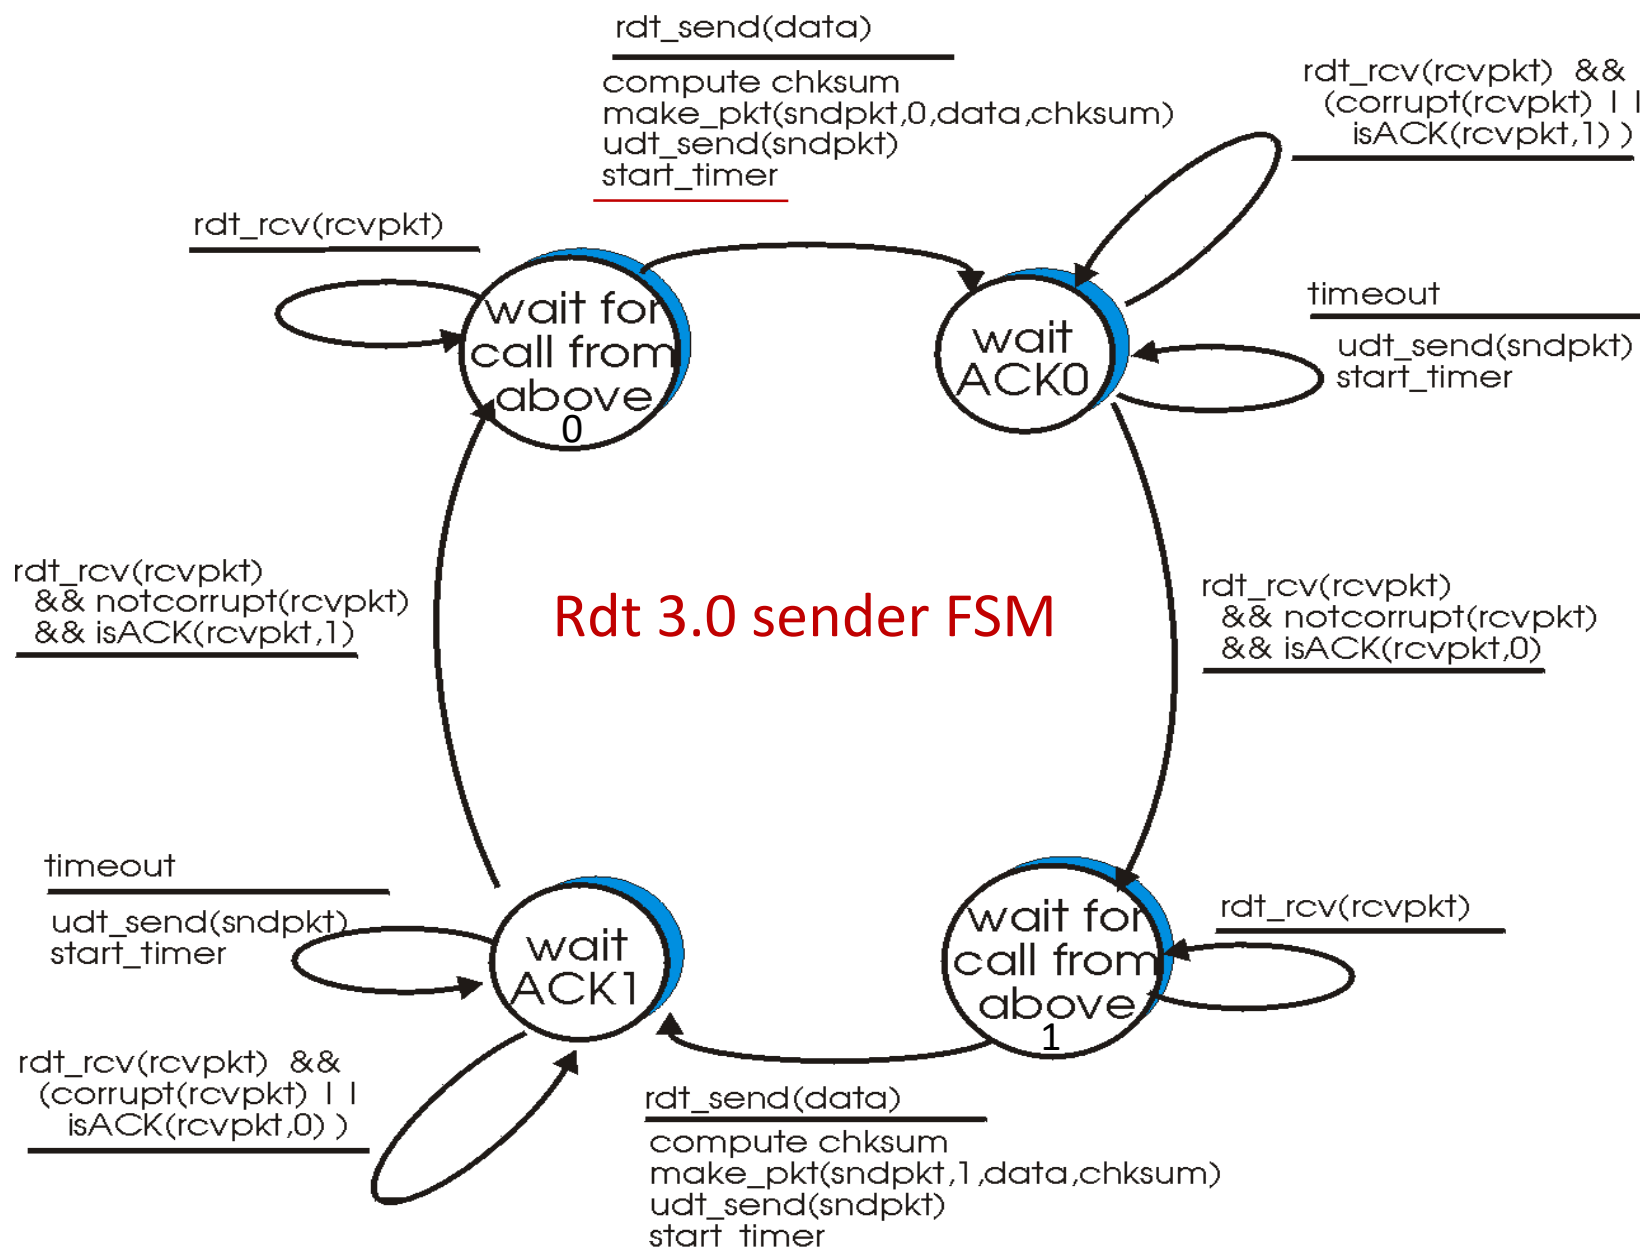 rdt_send(data)
compute chksum
make_pkt(sndpkt,0,data,chksum)
udt_send(sndpkt)
start_timer
rdt_rcv(rcvpkt) &&
(corrupt(rcvpkt) | |
isACK(rcvpkt,1) )
rdt_rcv(rcvpkt)
wait for
call from
above
0
wait
ACK0
timeout
udt_send(sndpkt)
start_timer
rdt_rcv(rcvpkt)
&& notcorrupt(rcvpkt)
&& isACK(rcvpkt,1)
Rdt 3.0 sender FSM
rdt_rcv(rcvpkt)
&& notcorrupt(rcvpkt)
&& isACK(rcvpkt,0)
timeout
udt_send(sndpkt)
start_timer
wait
ACK1
wait for
call from
above
1
rdt_rcv(rcvpkt)
rdt_rcv(rcvpkt) &&
(corrupt(rcvpkt) | |
isACK(rcvpkt,0) )
rdt_send(data)
compute chksum
make_pkt(sndpkt,1,data,chksum)
udt_send(sndpkt)
start_timer